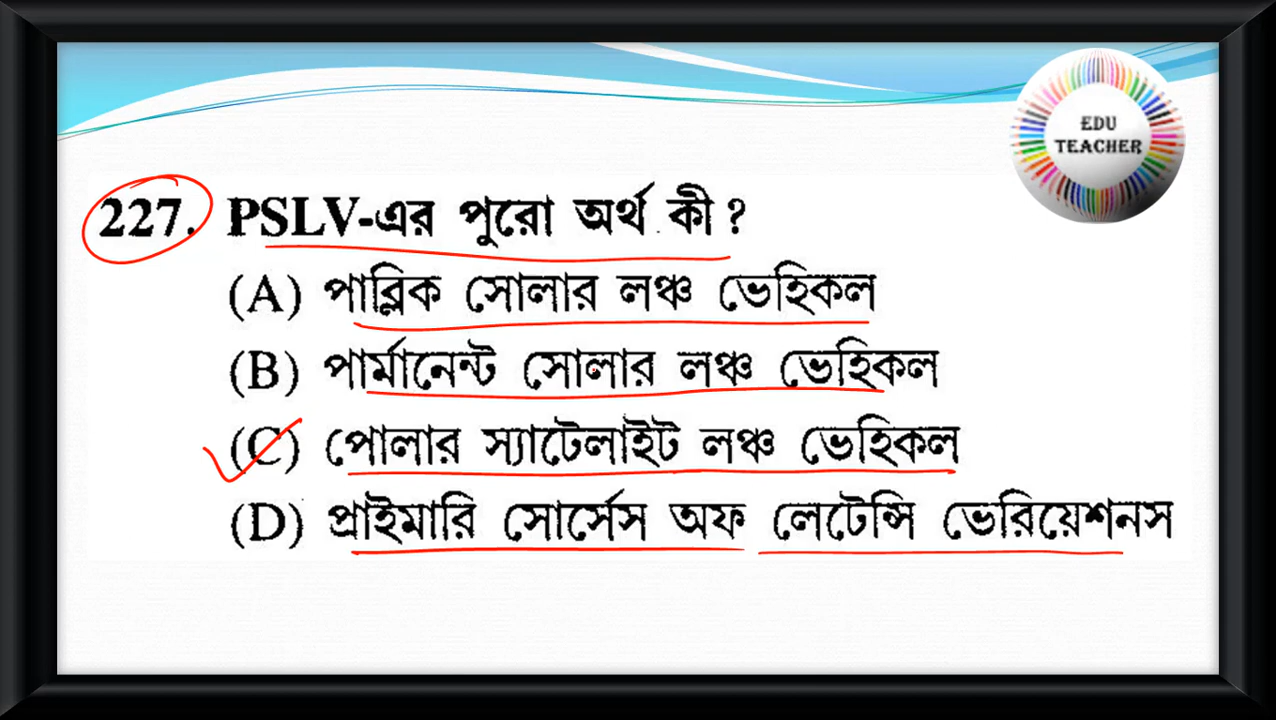 EDU
TEACHER
227. PSLV-এর পুরো অর্থ কী ?
(A) পাব্লিক সোলার লঞ্চ ভেহিকল
(B) পার্মানেন্ট সোলার লঞ্চ ভেহিকল
(C) পোলার স্যাটেলাইট লঞ্চ ভেহিকল
(D) প্রাইমারি সোর্সেস অফ লেটেন্সি ভেরিয়েশনস